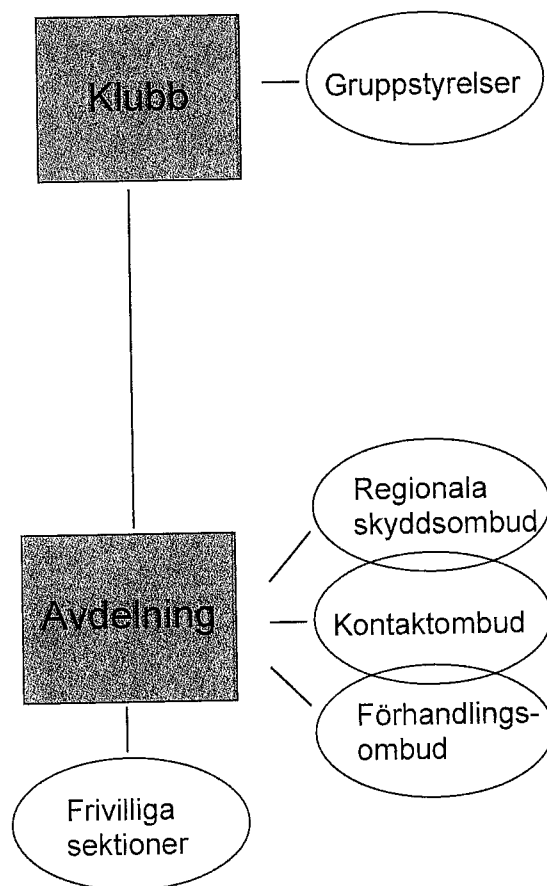 Klubb
Gruppstyrelser
Regionala
skyddsombud
Avdelning
Kontaktombud
Förhandlings-
ombud
Frivilliga
sektioner